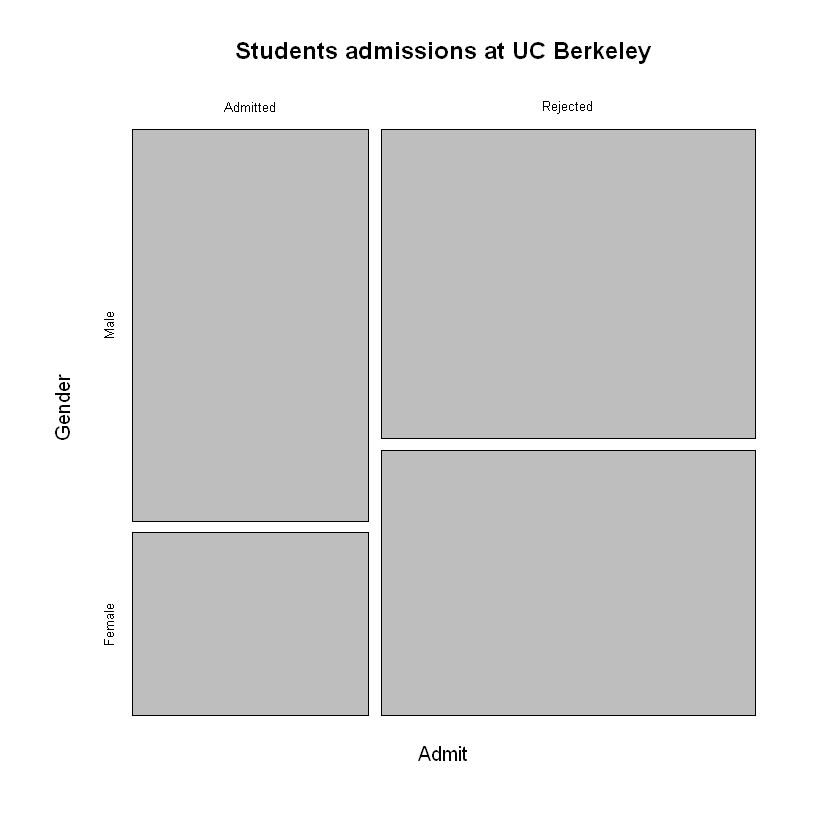 Students admissions at UC Berkeley
Admitted
Rejected
Male
Gender
Female
Admit